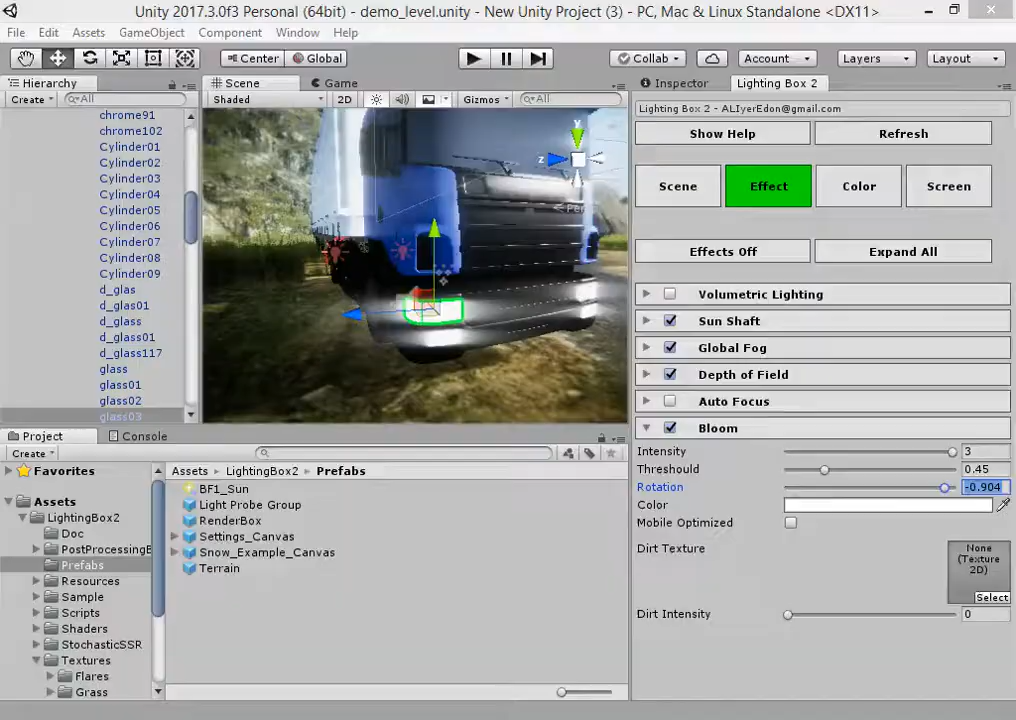 Unity 2017.3.0f3 Personal (64bit) - demo_level.unity - New Unity Project (3) - PC, Mac & Linux Standalone <DX11>
File Edit Assets GameObject Component Window Help
Center Global Collab Account Layers Layout
Hierarchy Scene Game Inspector Lighting Box 2
Create All Shaded 2D Gizmos All
Lighting Box 2 - ALIyerEdon@gmail.com
chrome91
chrome102
Cylinder01
Cylinder02
Cylinder03
Cylinder04
Cylinder05
Cylinder06
Cylinder07
Cylinder08
Cylinder09
d_glas
d_glas01
d_glass
d_glass01
d_glass117
glass
glass01
glass02
glass03
y
z
Show Help Refresh
Scene Effect Color Screen
Effects Off Expand All
Volumetric Lighting
Sun Shaft
Global Fog
Depth of Field
Auto Focus
Bloom
Intensity 3
Threshould 0.45
Rotation -0.904
Color
Mobile Optimized
Dirt Texture
None
(Texture
2D)
Select
Dirt Intensity 0
Project Console
Create
Favorites
Assets
LightingBox2
Doc
PostProcessingB
Prefabs
Resources
Sample
Scripts
Shaders
StochasticSSR
Textures
Flares
Grass
Assets LightingBox2 Prefabs
BF1_Sun
Light Probe Group
RenderBox
Settings_Canvas
Snow_Example_Canvas
Terrain